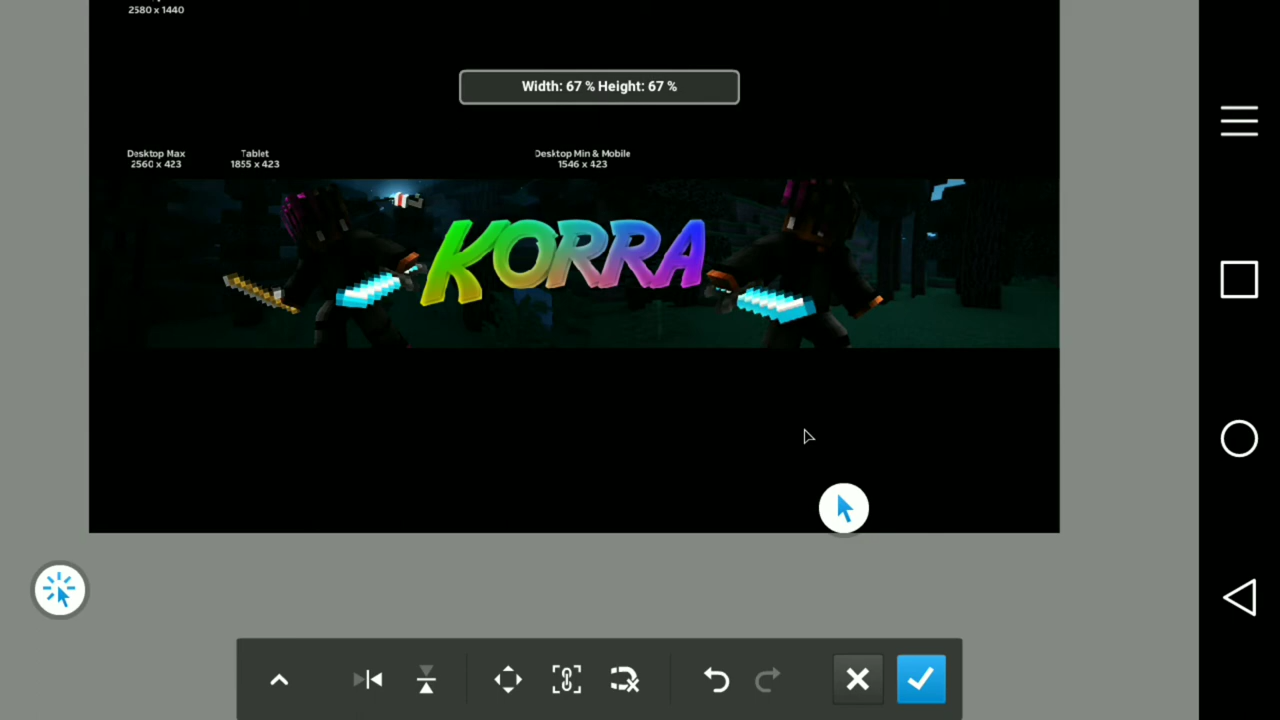 2580 x 1440
Width: 67 % Height: 67 %
Desktop Max
2560 x 423
Tablet
1855 x 423
Desktop Min & Mobile
1546 x 423
KORRA